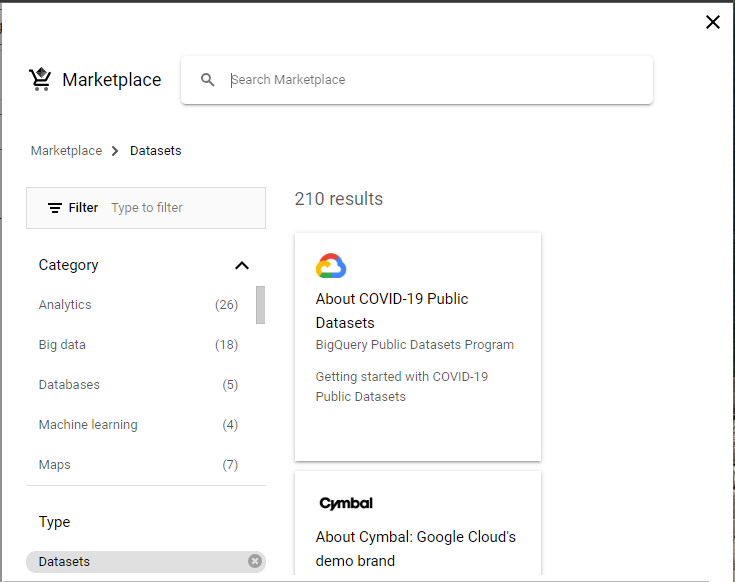 Marketplace
Search Marketplace
Marketplace > Datasets
Filter Type to filter
210 results
Category
Analytics (26)
Big data (18)
Databases (5)
Machine learning (4)
Maps (7)
Type
Datasets
About COVID-19 Public
Datasets
BigQuery Public Datasets Program
Getting started with COVID-19
Public Datasets
Cymbal
About Cymbal: Google Cloud's
demo brand